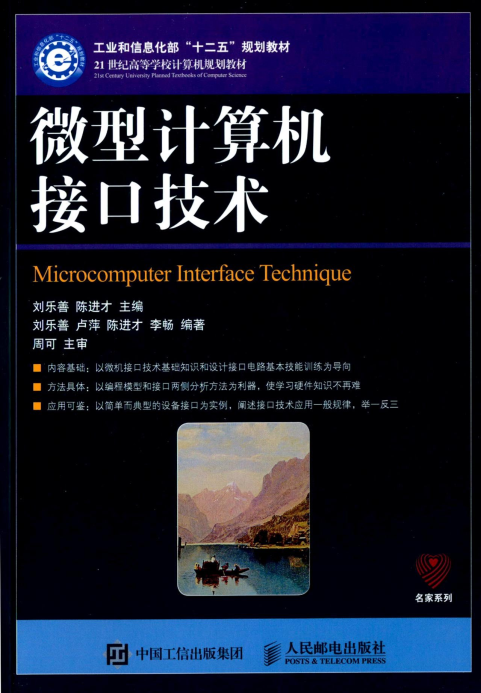 工业和信息化部“十二五”规划教材
21世纪高等学校计算机规划教材
21st Century University Planned Textbooks of Computer Science
微型计算机
接口技术
Microcomputer Interface Technique
刘乐善 陈进才 主编
刘乐善 卢萍 陈进才 李畅 编著
周可 主审
内容基础：以微机接口技术基础知识和设计接口电路基本技能训练为导向
方法具体：以编程模型和接口两侧分析方法为利器，使学习硬件知识不再难
应用可鉴：以简单而典型的设备接口为实例，阐述接口技术应用一般规律，举一反三
名家系列
中国工信出版集团
人民邮电出版社
POSTS & TELECOM PRESS